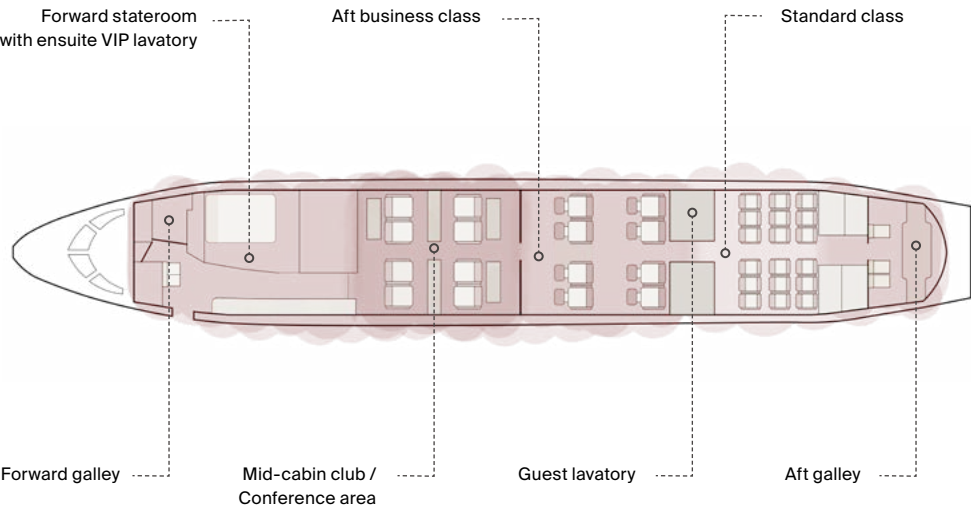 Forward stateroom
with ensuite VIP lavatory
Aft business class
Standard class
Forward galley
Mid-cabin club /
Conference area
Guest lavatory
Aft galley